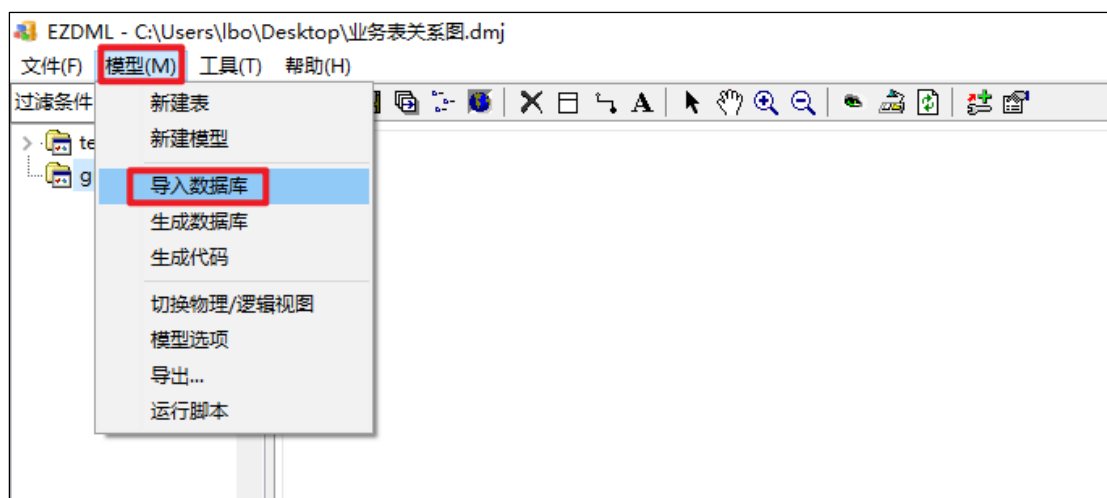 EZDML - C:\Users\lbo\Desktop\业务表关系图.dmj
文件(F) 模型(M) 工具(T) 帮助(H)
过滤条件
新建表
te
新建模型
g
导入数据库
生成数据库
生成代码
切换物理/逻辑视图
模型选项
导出...
运行脚本